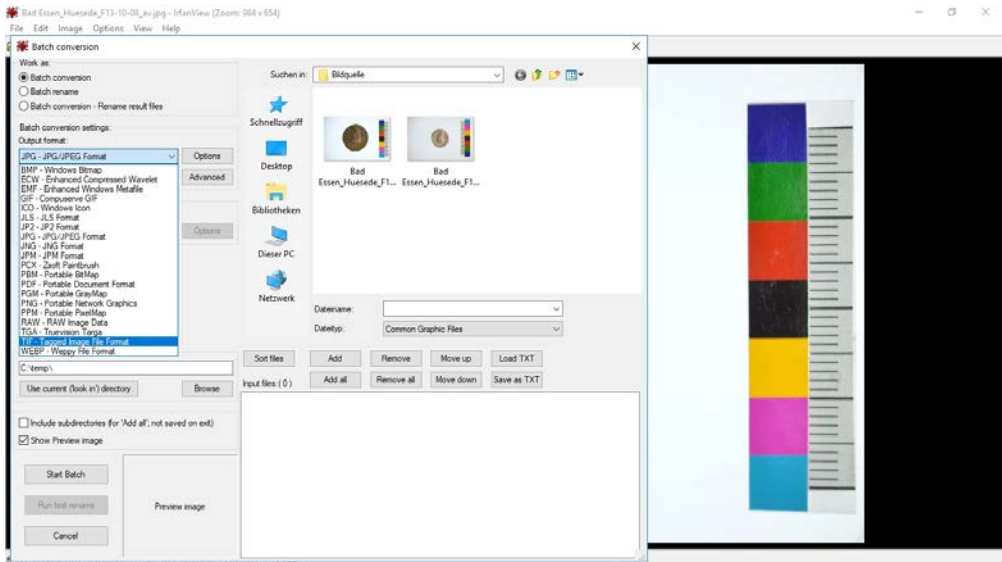 Bad Essen_Huesede_F13-10-08_av.jpg - IrfanView (Zoom: 984 x 654)
File Edit Image Options View Help
Batch conversion
Work as:
Batch conversion
Batch rename
Batch conversion - Rename result files
Batch conversion settings:
Output format:
JPG - JPG/JPEG Format
Options
BMP - Windows Bitmap
ECW - Enhanced Compressed Wavelet
EMF - Enhanced Windows Metafile
GIF - Compuserve GIF
ICO - Windows Icon
JLS - JLS Format
JP2 - JP2 Format
JPG - JPG/JPEG Format
JNG - JNG Format
JPM - JPM Format
PCX - Zsoft Paintbrush
PBM - Portable BitMap
PDF - Portable Document Format
PGM - Portable GrayMap
PNG - Portable Network Graphics
PPM - Portable PixelMap
RAW - RAW Image Data
TGA - Truevision Targa
TIF - Tagged Image File Format
WEBP - Weppy File Format
Advanced
Options
C:\temp\
Use current ('look in') directory
Browse
Include subdirectories (for 'Add all'; not saved on exit)
Show Preview image
Start Batch
Run test rename
Cancel
Preview image
Suchen in:
Bildquelle
Schnellzugriff
Desktop
Bibliotheken
Dieser PC
Netzwerk
Bad
Essen_Huesede_F1...
Bad
Essen_Huesede_F1...
Dateiname:
Dateityp:
Common Graphic Files
Sort files
Add
Remove
Move up
Load TXT
Input files: ( 0 )
Add all
Remove all
Move down
Save as TXT